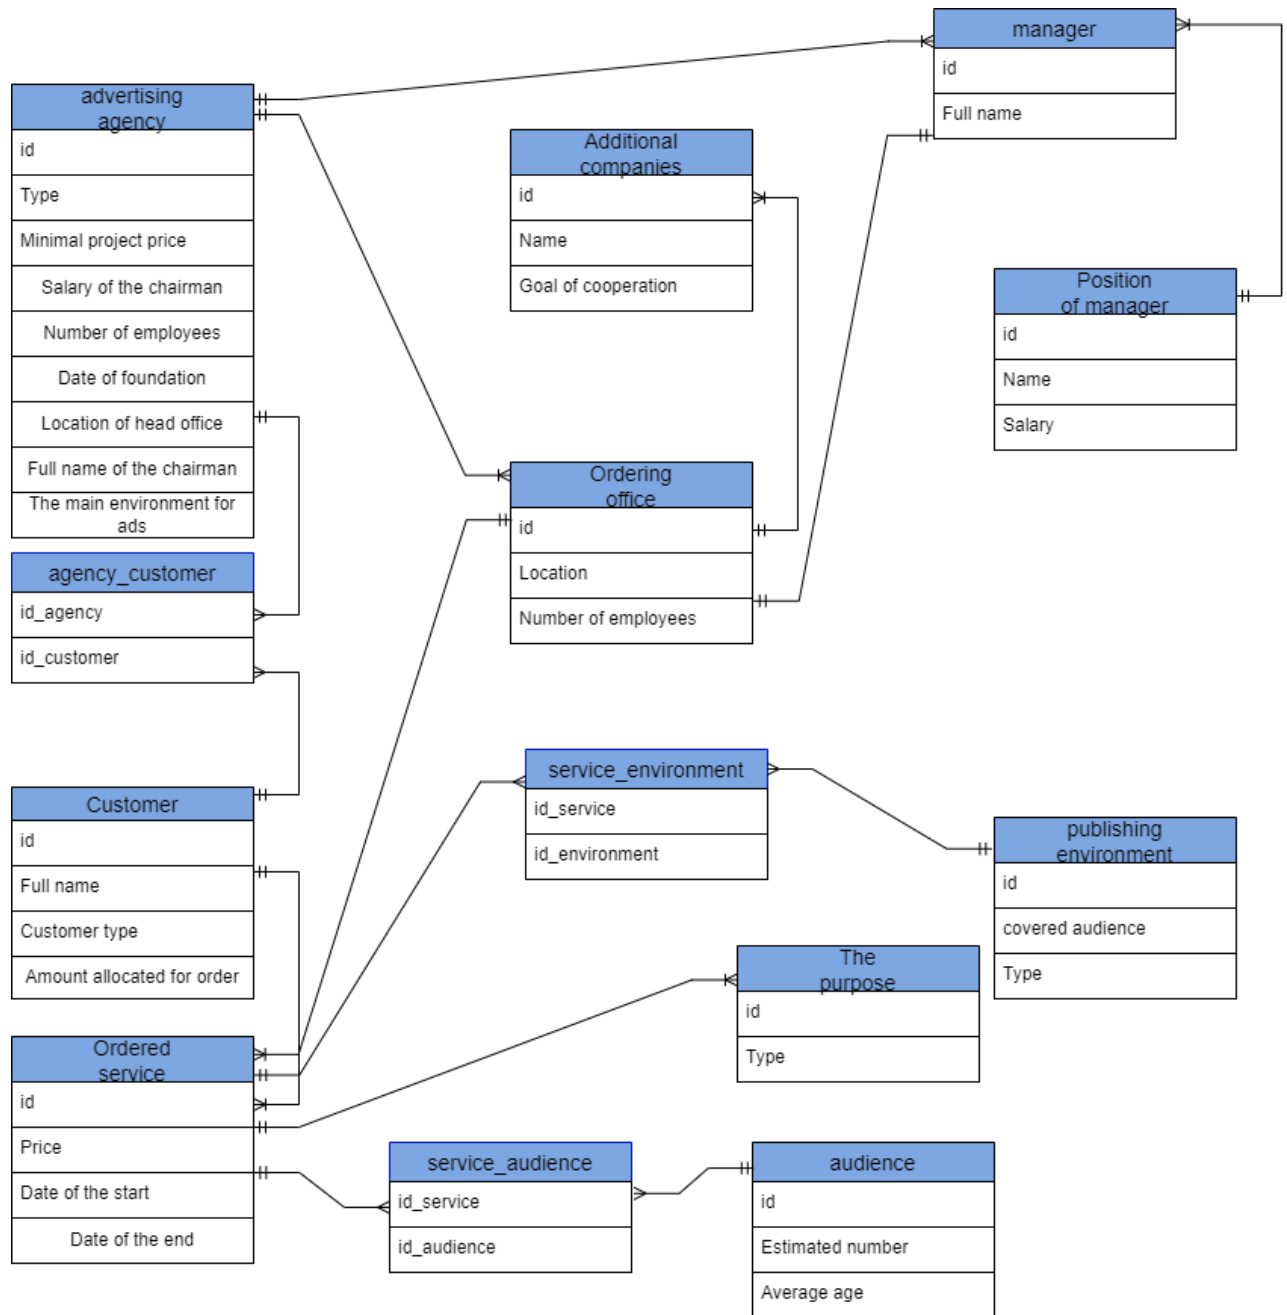 manager
id
Full name
advertising
agency
id
Type
Minimal project price
Salary of the chairman
Number of employees
Date of foundation
Location of head office
Full name of the chairman
The main environment for
ads
Additional
companies
id
Name
Goal of cooperation
Position
of manager
id
Name
Salary
Ordering
office
id
Location
Number of employees
agency_customer
id_agency
id_customer
service_environment
id_service
id_environment
Customer
id
Full name
Customer type
Amount allocated for order
publishing
environment
id
covered audience
Type
The
purpose
id
Type
Ordered
service
id
Price
Date of the start
Date of the end
service_audience
id_service
id_audience
audience
id
Estimated number
Average age